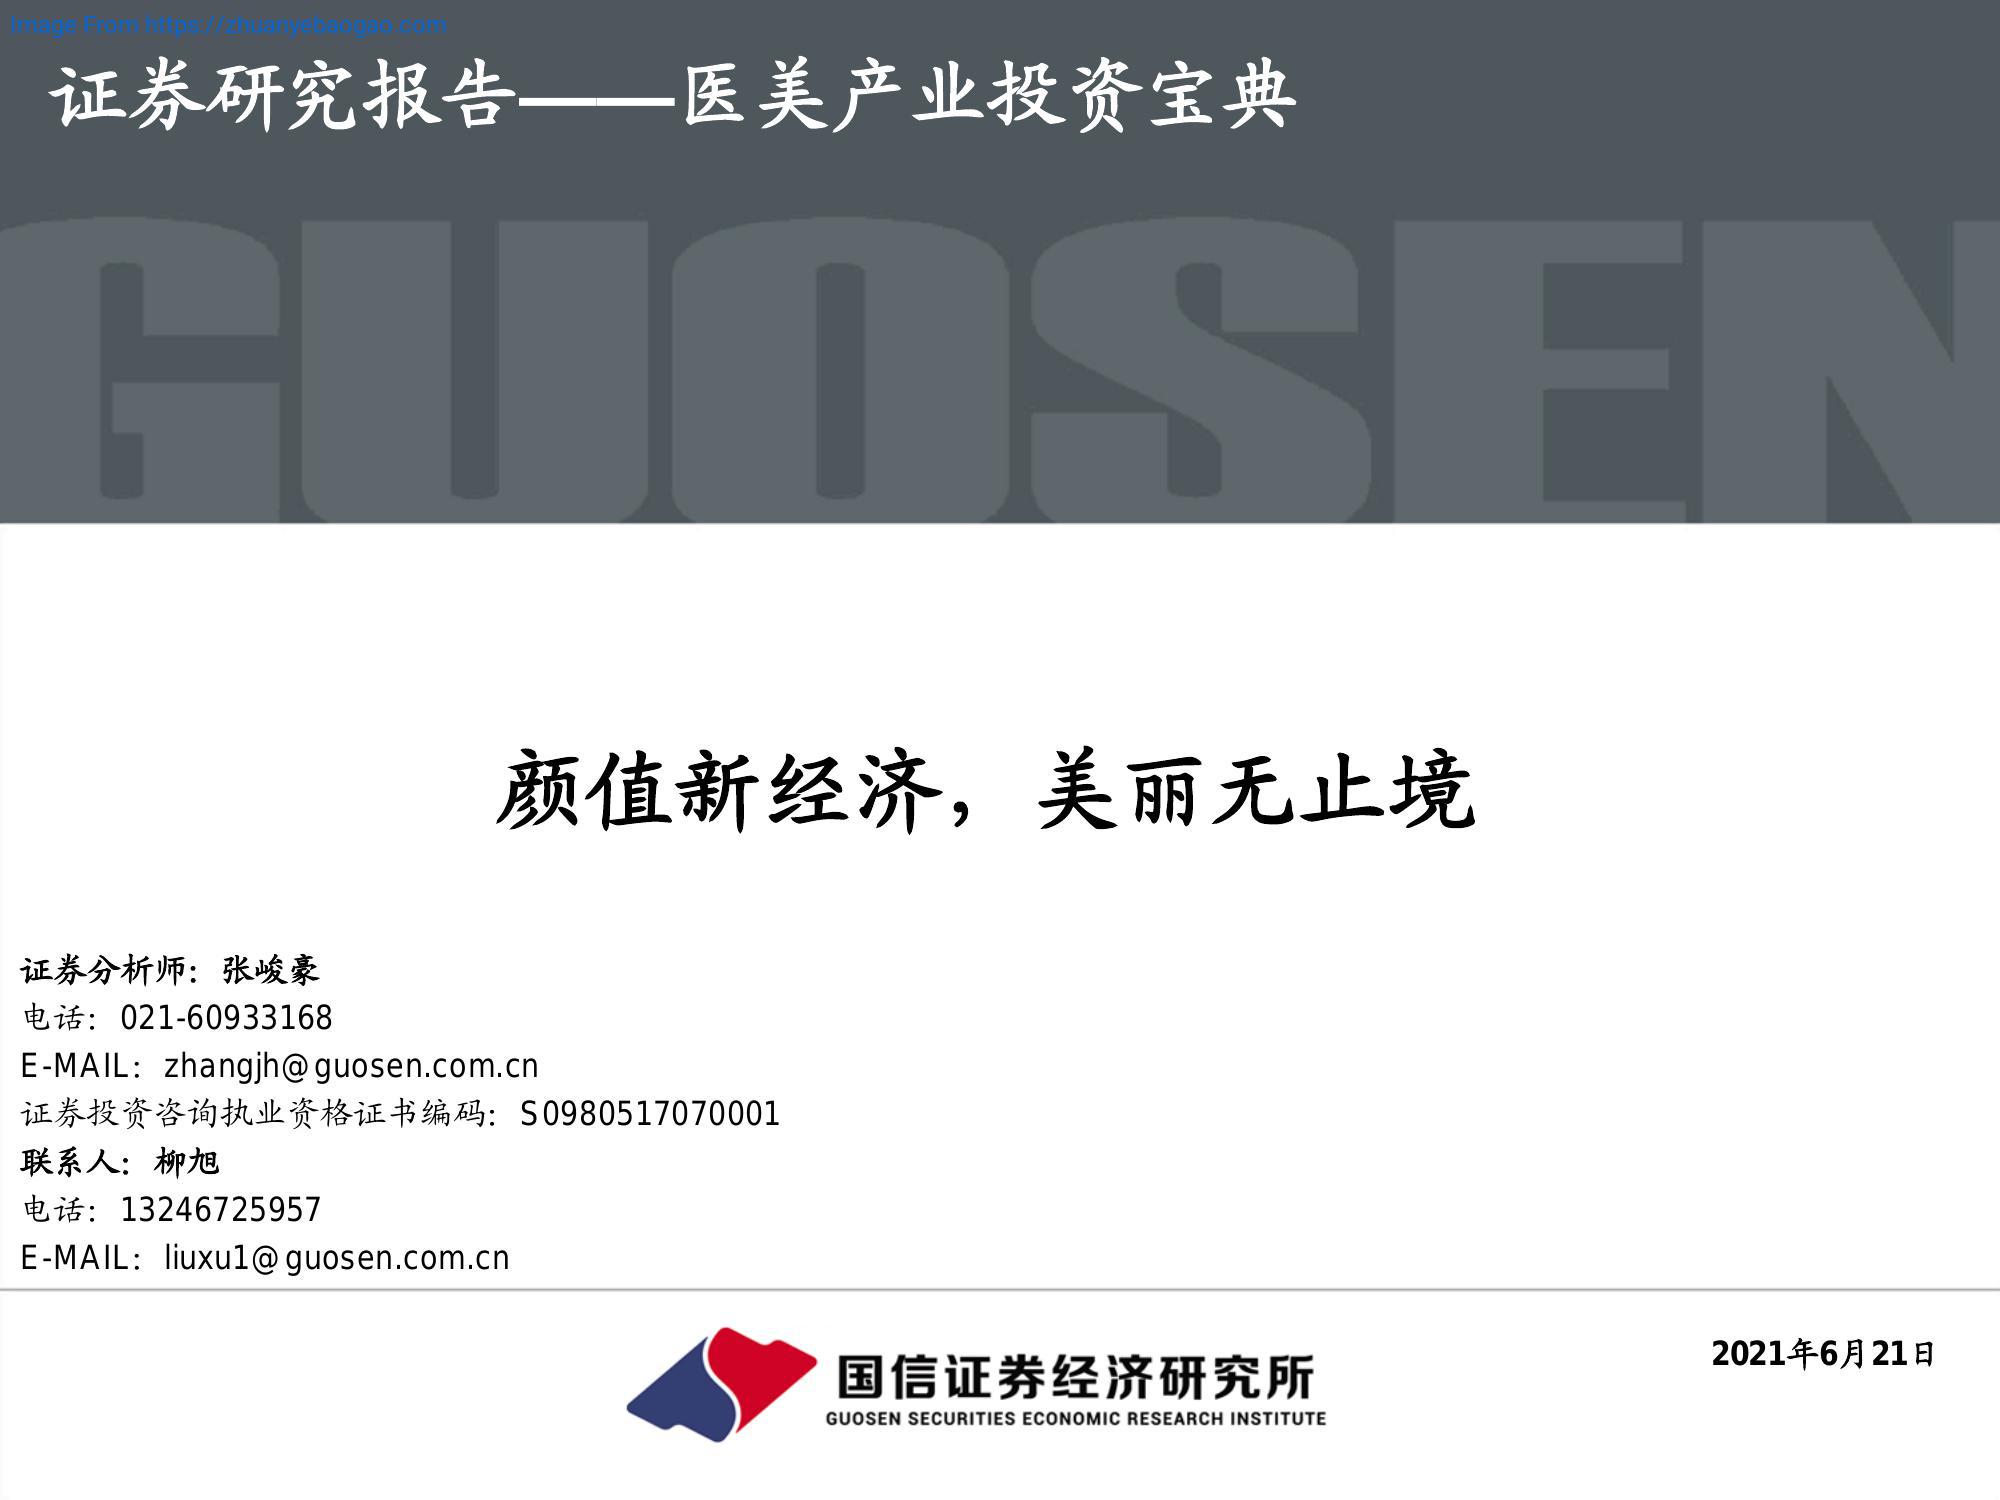 Image From https://zhuanyebaogao.com
证券研究报告——医美产业投资宝典
GUOSEN
颜值新经济，美丽无止境
证券分析师：张峻豪
电话：021-60933168
E-MAIL：zhangjh@guosen.com.cn
证券投资咨询执业资格证书编码：S0980517070001
联系人：柳旭
电话：13246725957
E-MAIL：liuxu1@guosen.com.cn
2021年6月21日
国信证券经济研究所
GUOSEN SECURITIES ECONOMIC RESEARCH INSTITUTE